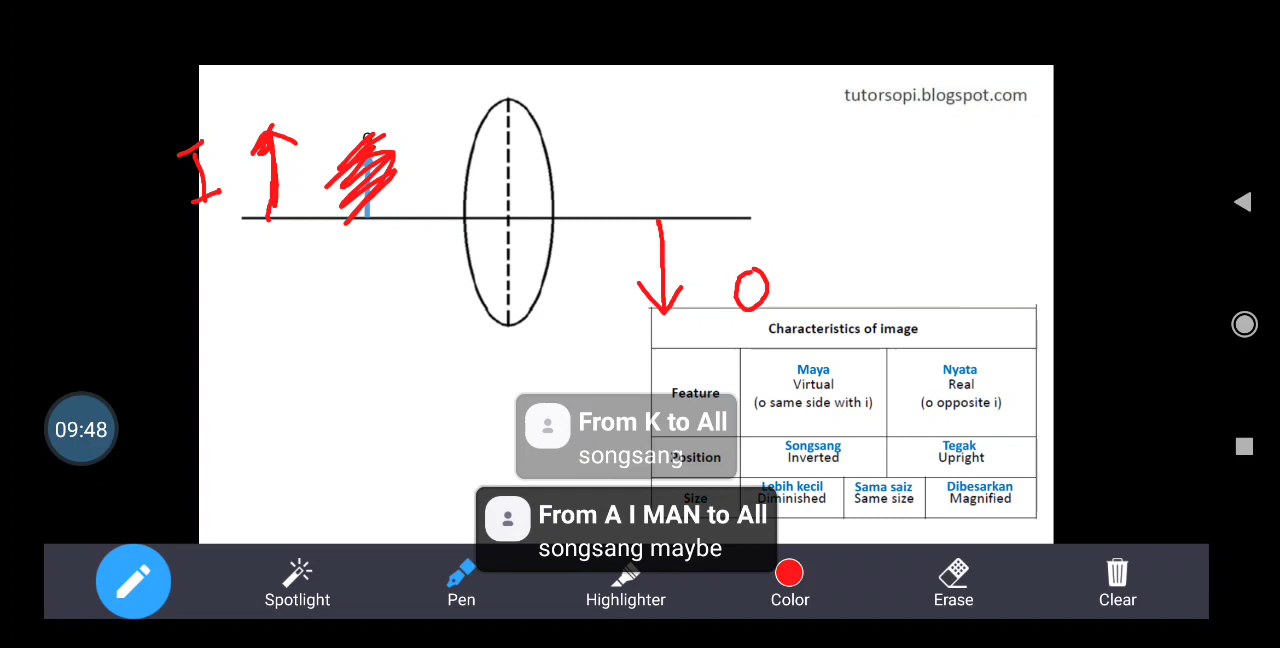 tutorsopi.blogspot.com
I
O
Characteristics of image
Feature
Maya
Virtual
(o same side with i)
Nyata
Real
(o opposite i)
Position
Songsang
Inverted
Tegak
Upright
Size
Lebih kecil
Diminished
Sama saiz
Same size
Dibesarkan
Magnified
09:48
From K to All
songsang
From A I MAN to All
songsang maybe
Spotlight
Pen
Highlighter
Color
Erase
Clear